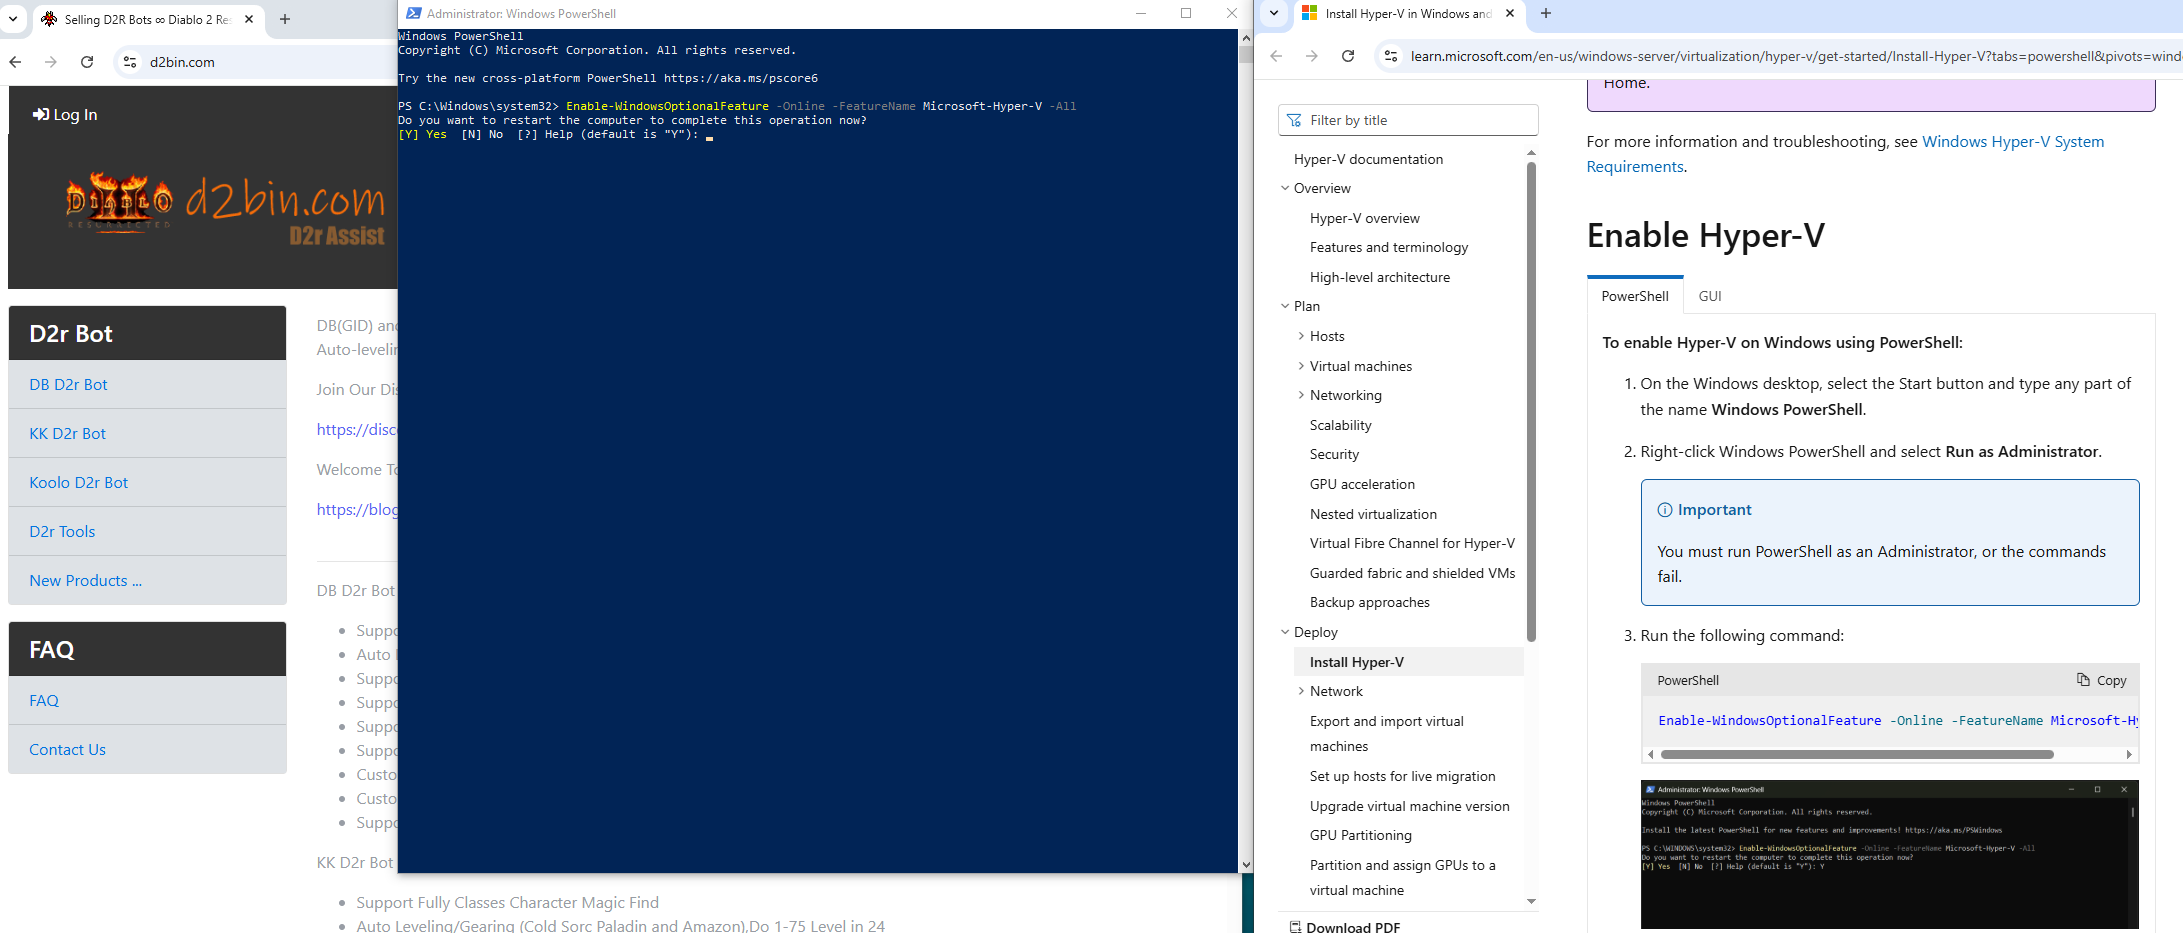 Selling D2R Bots ∞ Diablo 2 Res
d2bin.com
Log In
DIABLO
RESURRECTED
d2bin.com
D2r Assist
D2r Bot
DB D2r Bot
KK D2r Bot
Koolo D2r Bot
D2r Tools
New Products ...
FAQ
FAQ
Contact Us
DB(GID) and
Auto-levelin
Join Our Dis
https://disc
Welcome To
https://blog
DB D2r Bot
Suppo
Auto
Suppo
Suppo
Suppo
Suppo
Custo
Custo
Suppo
KK D2r Bot
Support Fully Classes Character Magic Find
Auto Leveling/Gearing (Cold Sorc Paladin and Amazon),Do 1-75 Level in 24
Administrator: Windows PowerShell
Windows PowerShell
Copyright (C) Microsoft Corporation. All rights reserved.
Try the new cross-platform PowerShell https://aka.ms/pscore6
PS C:\Windows\system32> Enable-WindowsOptionalFeature -Online -FeatureName Microsoft-Hyper-V -All
Do you want to restart the computer to complete this operation now?
[Y] Yes  [N] No  [?] Help (default is "Y"):
Install Hyper-V in Windows and
learn.microsoft.com/en-us/windows-server/virtualization/hyper-v/get-started/Install-Hyper-V?tabs=powershell&pivots=wind
Filter by title
Hyper-V documentation
Overview
Hyper-V overview
Features and terminology
High-level architecture
Plan
Hosts
Virtual machines
Networking
Scalability
Security
GPU acceleration
Nested virtualization
Virtual Fibre Channel for Hyper-V
Guarded fabric and shielded VMs
Backup approaches
Deploy
Install Hyper-V
Network
Export and import virtual
machines
Set up hosts for live migration
Upgrade virtual machine version
GPU Partitioning
Partition and assign GPUs to a
virtual machine
Download PDF
Home.
For more information and troubleshooting, see Windows Hyper-V System
Requirements.
Enable Hyper-V
PowerShell GUI
To enable Hyper-V on Windows using PowerShell:
1. On the Windows desktop, select the Start button and type any part of
the name Windows PowerShell.
2. Right-click Windows PowerShell and select Run as Administrator.
Important
You must run PowerShell as an Administrator, or the commands
fail.
3. Run the following command:
PowerShell Copy
Enable-WindowsOptionalFeature -Online -FeatureName Microsoft-Hy
Administrator: Windows PowerShell
Windows PowerShell
Copyright (C) Microsoft Corporation. All rights reserved.
Install the latest PowerShell for new features and improvements! https://aka.ms/PSWindows
PS C:\WINDOWS\system32> Enable-WindowsOptionalFeature -Online -FeatureName Microsoft-Hyper-V -All
Do you want to restart the computer to complete this operation now?
[Y] Yes  [N] No  [?] Help (default is "Y"): Y